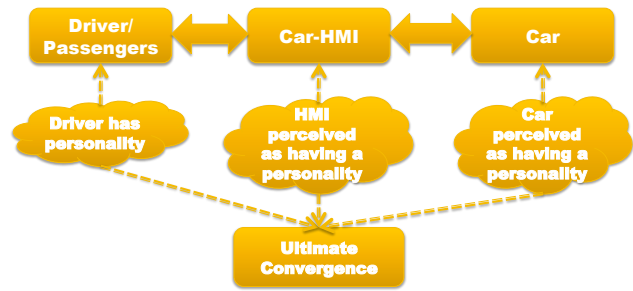 Driver/
Passengers
Car-HMI
Car
Driver has
personality
HMI
perceived
as having a
personality
Car
perceived
as having a
personality
Ultimate
Convergence